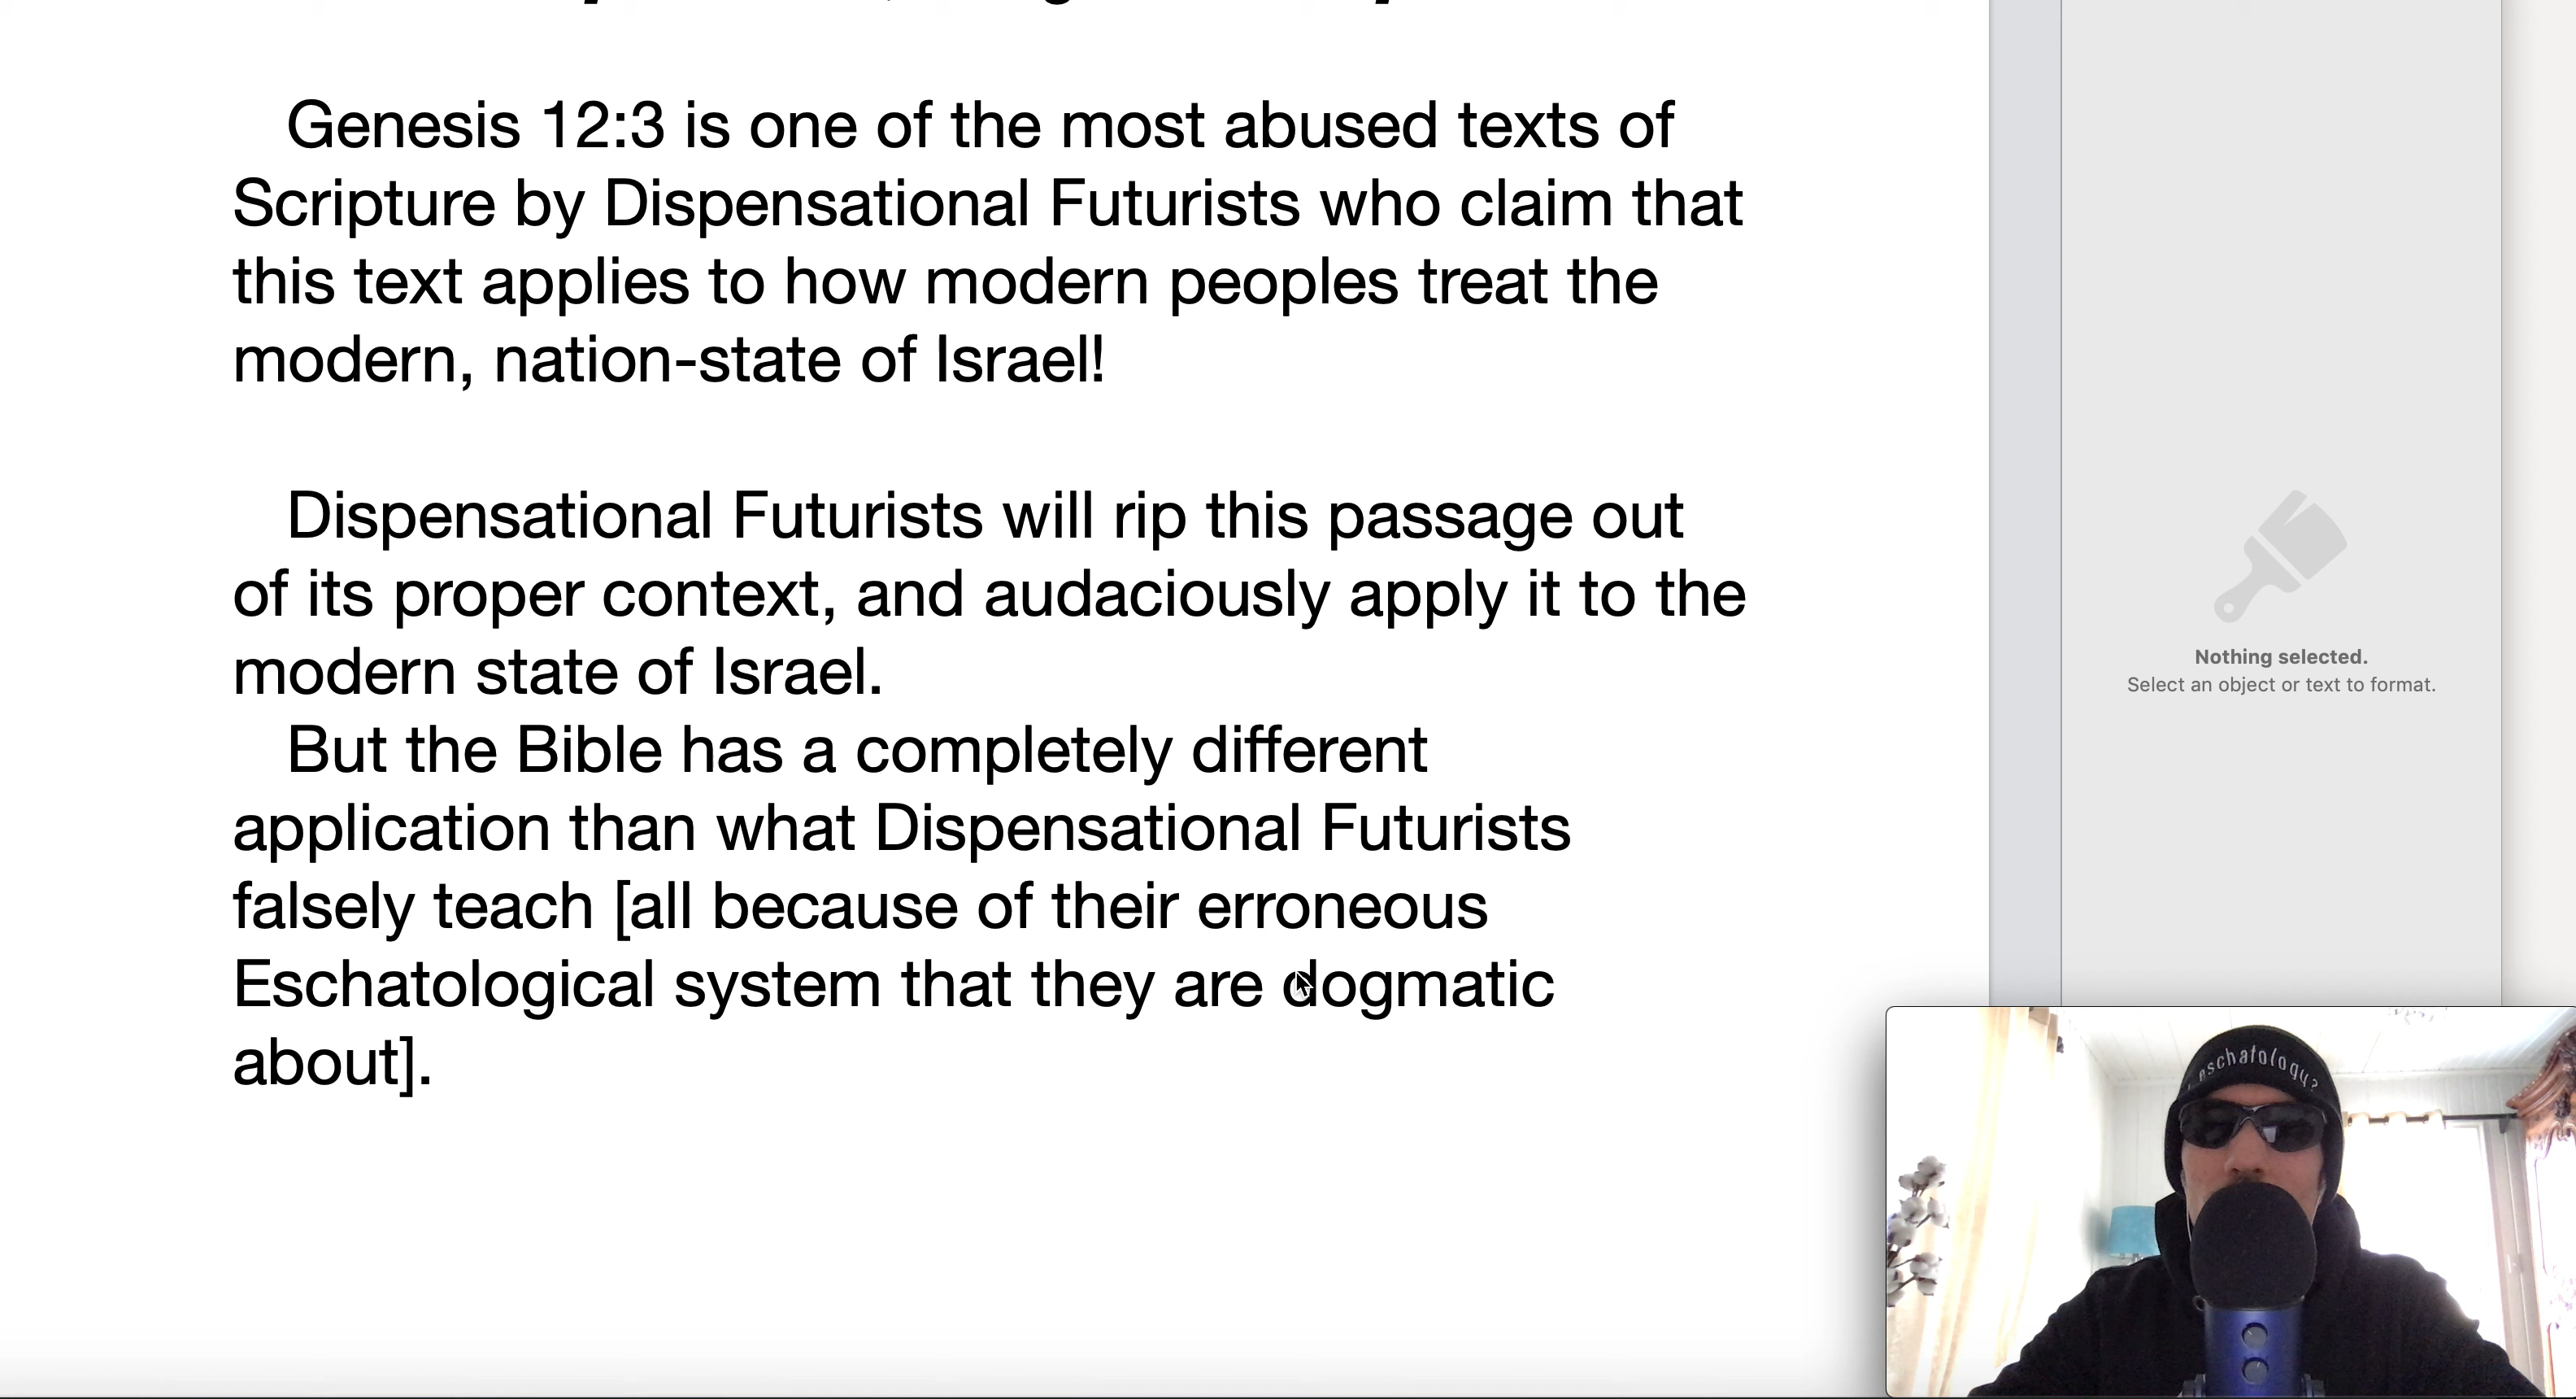 Genesis 12:3 is one of the most abused texts of
Scripture by Dispensational Futurists who claim that
this text applies to how modern peoples treat the
modern, nation-state of Israel!
Dispensational Futurists will rip this passage out
of its proper context, and audaciously apply it to the
modern state of Israel.
But the Bible has a completely different
application than what Dispensational Futurists
falsely teach [all because of their erroneous
Eschatological system that they are dogmatic
about].
Nothing selected.
Select an object or text to format.
eschatology?